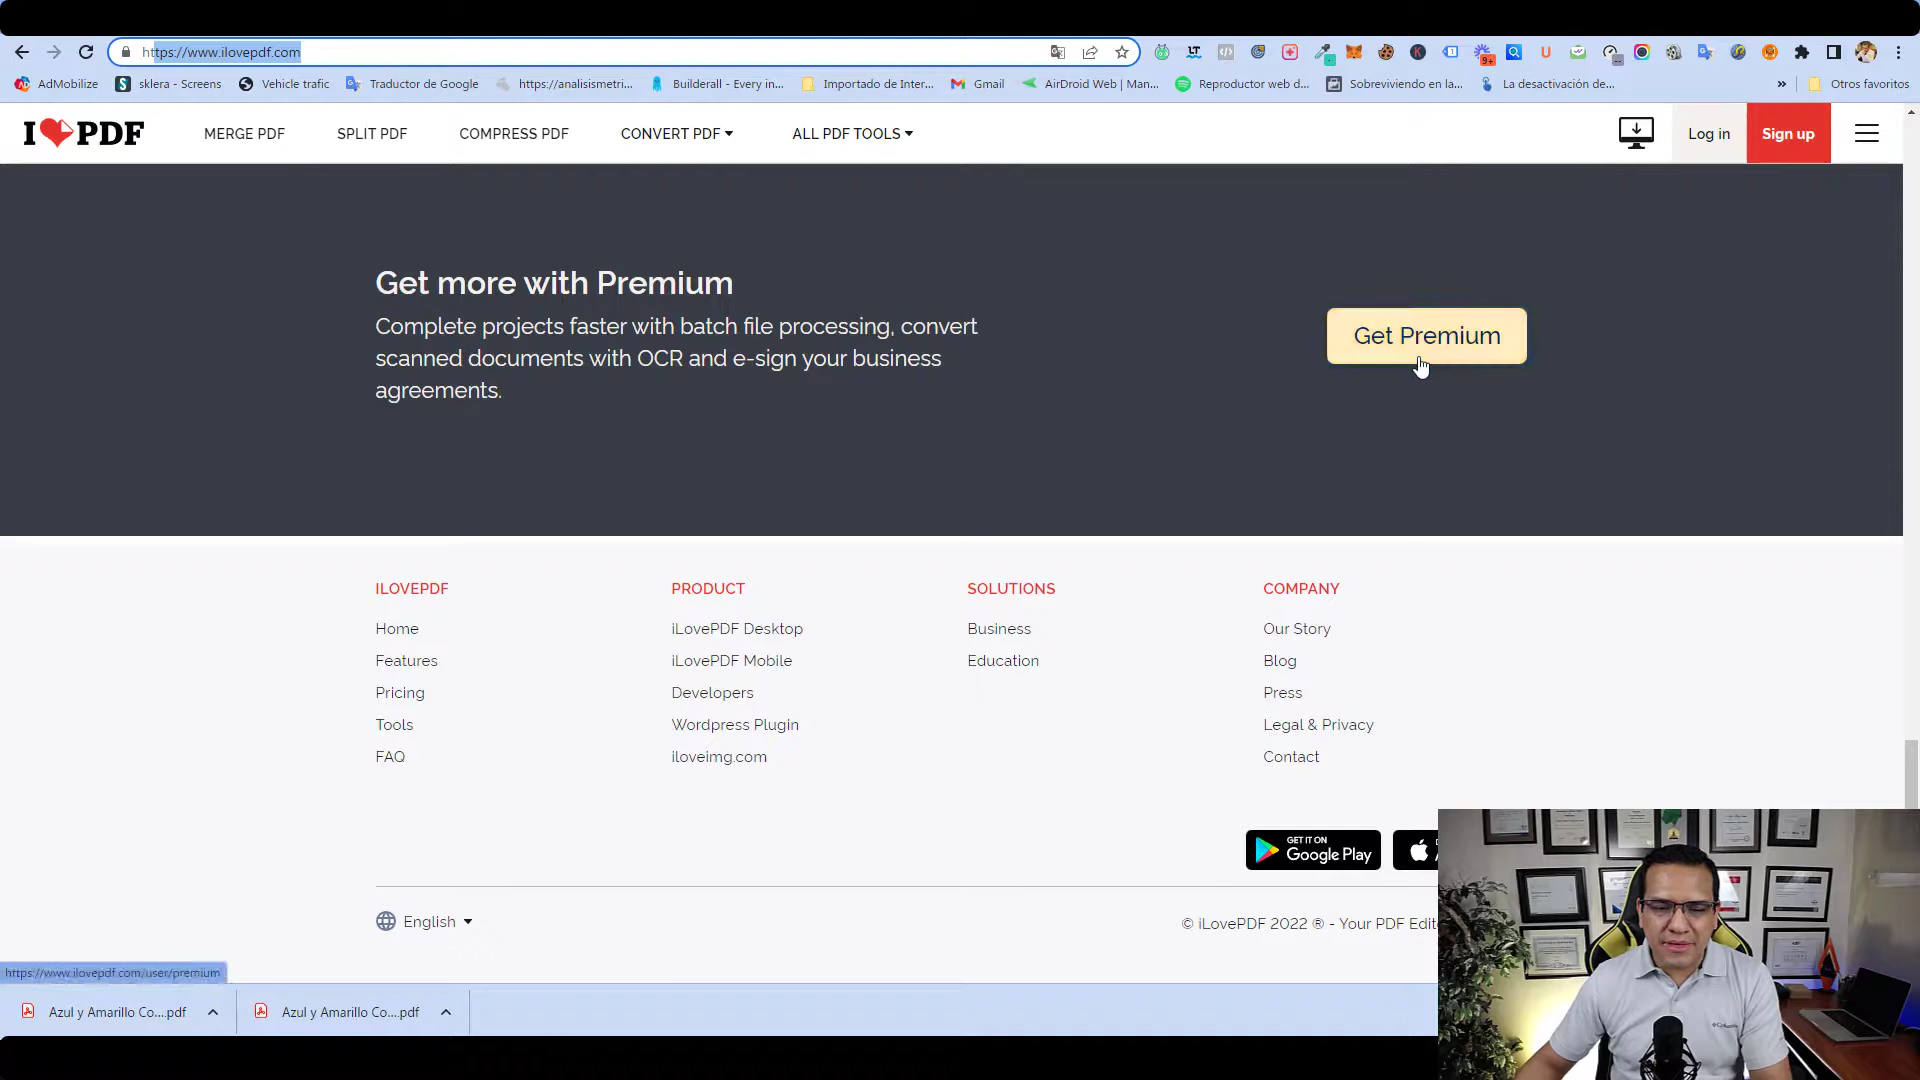 https://www.ilovepdf.com
9+
AdMobilize
sklera - Screens
Vehicle trafic
Traductor de Google
https://analisismetri...
Builderall - Every in...
Importado de Inter...
Gmail
AirDroid Web | Man...
Reproductor web d...
Sobreviviendo en la...
La desactivación de...
»
Otros favoritos
I PDF
MERGE PDF
SPLIT PDF
COMPRESS PDF
CONVERT PDF
ALL PDF TOOLS
Log in
Sign up
Get more with Premium
Complete projects faster with batch file processing, convert
scanned documents with OCR and e-sign your business
agreements.
Get Premium
ILOVEPDF
Home
Features
Pricing
Tools
FAQ
PRODUCT
iLovePDF Desktop
iLovePDF Mobile
Developers
Wordpress Plugin
iloveimg.com
SOLUTIONS
Business
Education
COMPANY
Our Story
Blog
Press
Legal & Privacy
Contact
GET IT ON
Google Play
English
© iLovePDF 2022 ® - Your PDF Edit
https://www.ilovepdf.com/user/premium
Azul y Amarillo Co....pdf
Azul y Amarillo Co....pdf